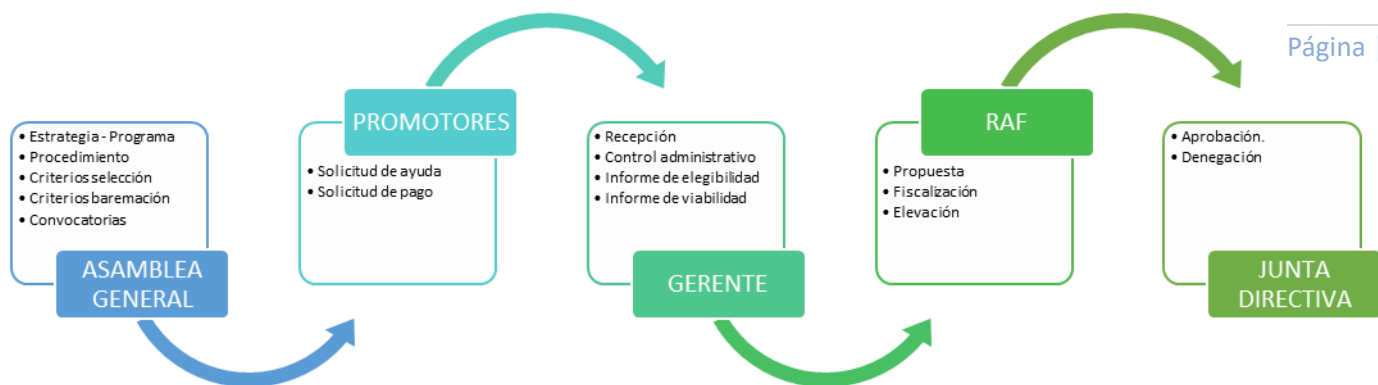 Página
• Estrategia - Programa
• Procedimiento
• Criterios selección
• Criterios baremación
• Convocatorias
ASAMBLEA
GENERAL
PROMOTORES
• Solicitud de ayuda
• Solicitud de pago
• Recepción
• Control administrativo
• Informe de elegibilidad
• Informe de viabilidad
GERENTE
RAF
• Propuesta
• Fiscalización
• Elevación
• Aprobación.
• Denegación
JUNTA
DIRECTIVA